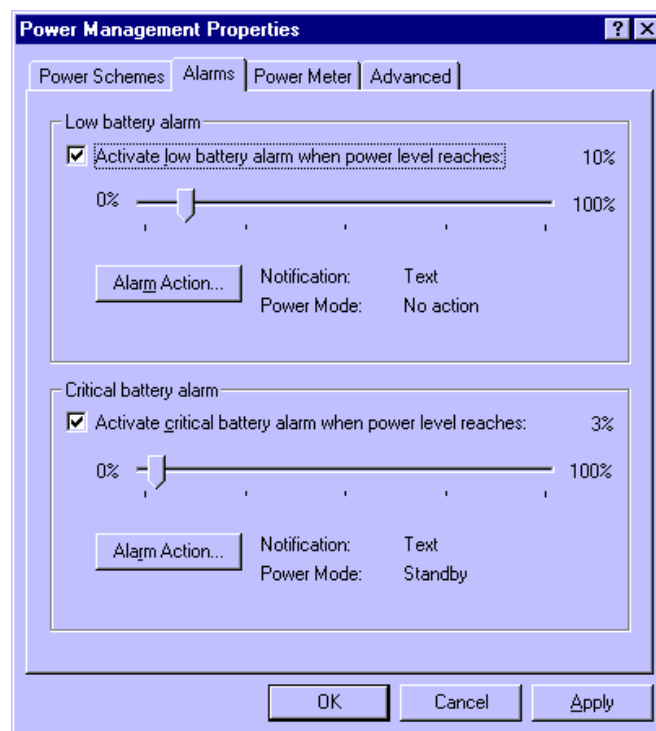 Power Management Properties
Power Schemes Alarms Power Meter Advanced
Low battery alarm
Activate low battery alarm when power level reaches: 10%
0% 100%
Alarm Action... Notification: Text
Power Mode: No action
Critical battery alarm
Activate critical battery alarm when power level reaches: 3%
0% 100%
Alarm Action... Notification: Text
Power Mode: Standby
OK Cancel Apply